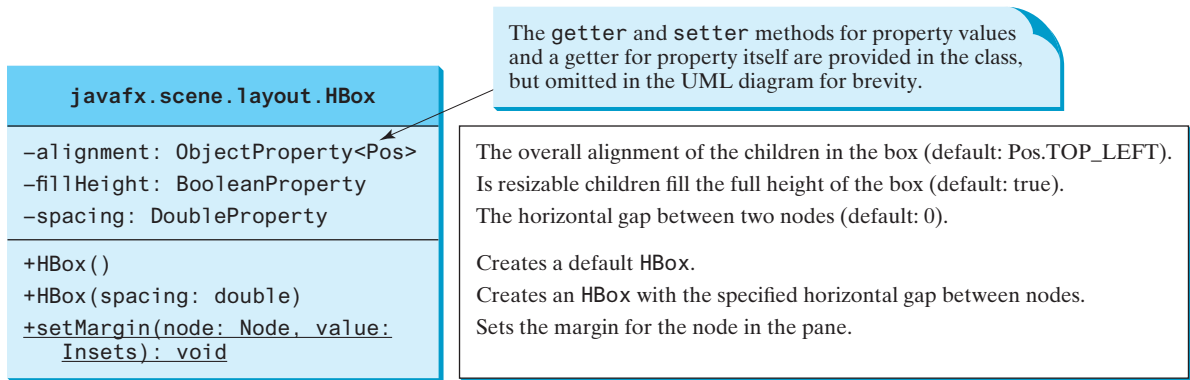 The getter and setter methods for property values
and a getter for property itself are provided in the class,
but omitted in the UML diagram for brevity.
javafx.scene.layout.HBox
–alignment: ObjectProperty<Pos>
–fillHeight: BooleanProperty
–spacing: DoubleProperty
The overall alignment of the children in the box (default: Pos.TOP_LEFT).
Is resizable children fill the full height of the box (default: true).
The horizontal gap between two nodes (default: 0).
+HBox()
+HBox(spacing: double)
+setMargin(node: Node, value:
Insets): void
Creates a default HBox.
Creates an HBox with the specified horizontal gap between nodes.
Sets the margin for the node in the pane.